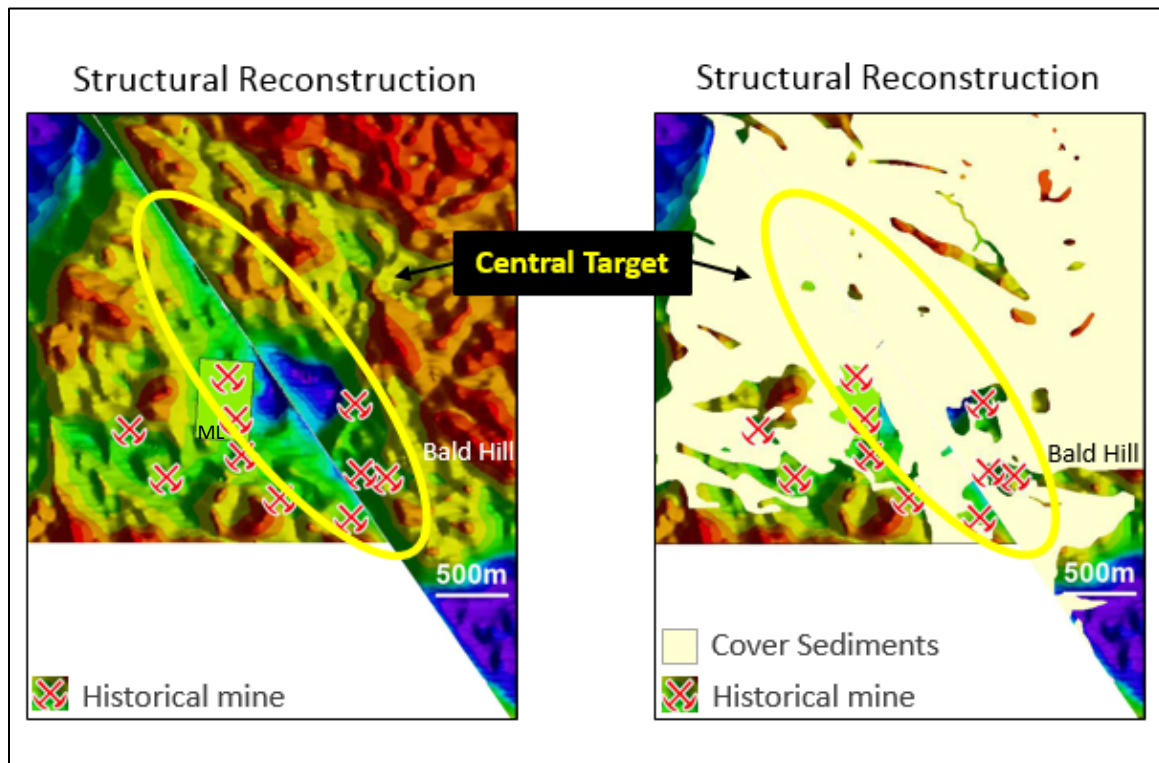 Structural Reconstruction
Central Target
ML
Bald Hill
500m
Historical mine
Structural Reconstruction
Bald Hill
500m
Cover Sediments
Historical mine